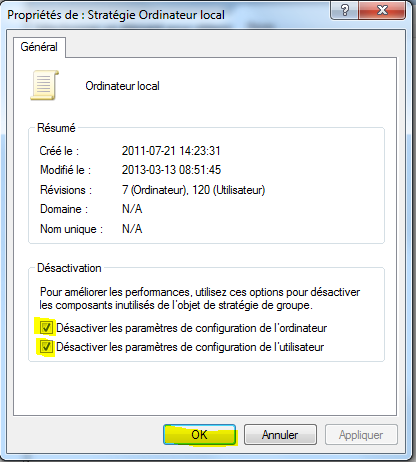 Propriétés de : Stratégie Ordinateur local
Général
Ordinateur local
Résumé
Créé le : 2011-07-21 14:23:31
Modifié le : 2013-03-13 08:51:45
Révisions : 7 (Ordinateur), 120 (Utilisateur)
Domaine : N/A
Nom unique : N/A
Désactivation
Pour améliorer les performances, utilisez ces options pour désactiver
les composants inutilisés de l'objet de stratégie de groupe.
Désactiver les paramètres de configuration de l'ordinateur
Désactiver les paramètres de configuration de l'utilisateur
OK Annuler Appliquer